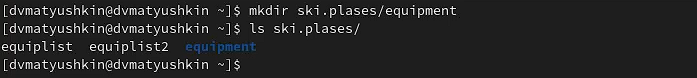 [dvmatyushkin@dvmatyushkin ~]$ mkdir ski.plases/equipment
[dvmatyushkin@dvmatyushkin ~]$ ls ski.plases/
equiplist  equiplist2  equipment
[dvmatyushkin@dvmatyushkin ~]$